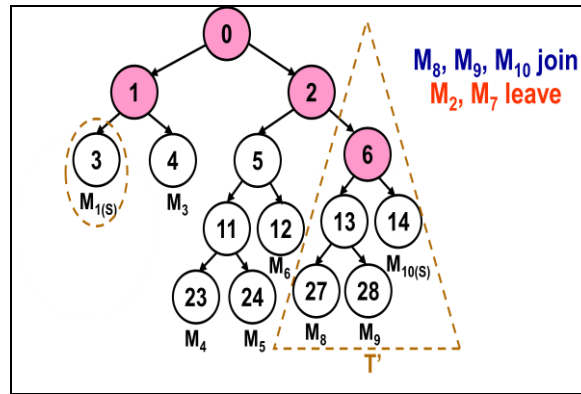 0
M₈, M₉, M₁₀ join
M₂, M₇ leave
1 2
3 4 5 6
M₁₍S₎ M₃
11 12 13 14
M₆ M₁₀₍S₎
23 24 27 28
M₄ M₅ M₈ M₉
T'